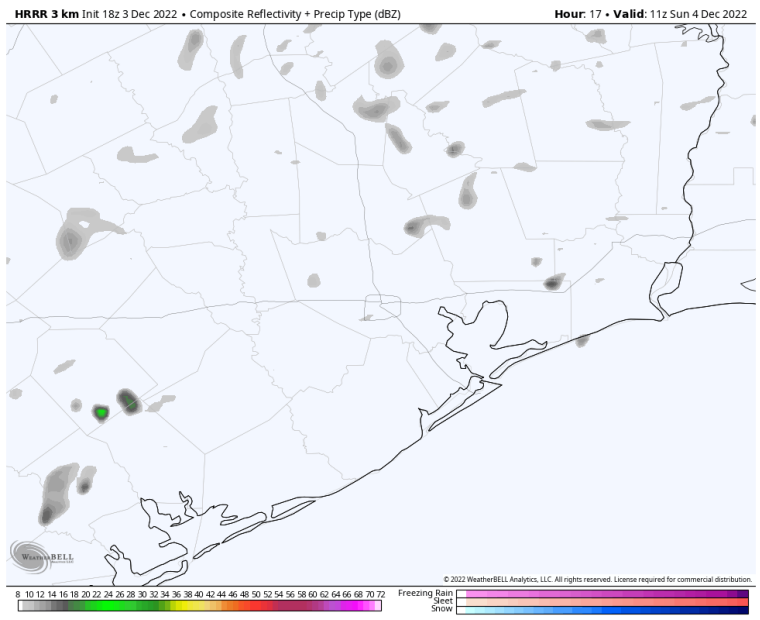 HRRR 3 km Init 18z 3 Dec 2022 • Composite Reflectivity + Precip Type (dBZ) Hour: 17 • Valid: 11z Sun 4 Dec 2022
WEATHERBELL
© 2022 WeatherBELL Analytics, LLC. All rights reserved. License required for commercial distribution.
8 10 12 14 16 18 20 22 24 26 28 30 32 34 36 38 40 42 44 46 48 50 52 54 56 58 60 62 64 66 68 70 72
Freezing Rain
Sleet
Snow